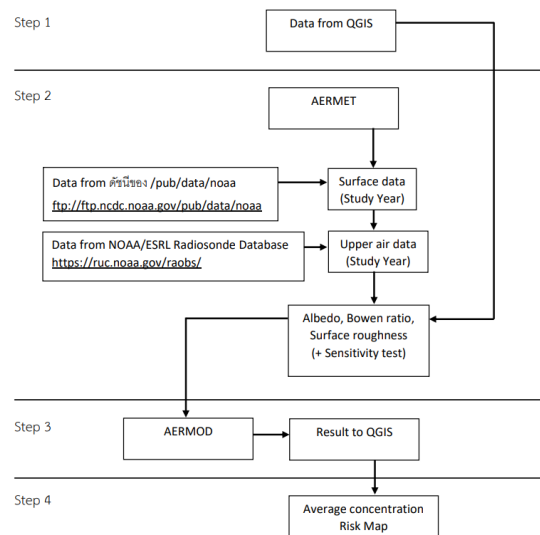 Step 1
Data from QGIS
Step 2
AERMET
Data from ดัชนีของ /pub/data/noaa
ftp://ftp.ncdc.noaa.gov/pub/data/noaa
Surface data
(Study Year)
Data from NOAA/ESRL Radiosonde Database
https://ruc.noaa.gov/raobs/
Upper air data
(Study Year)
Albedo, Bowen ratio,
Surface roughness
(+ Sensitivity test)
Step 3
AERMOD
Result to QGIS
Step 4
Average concentration
Risk Map